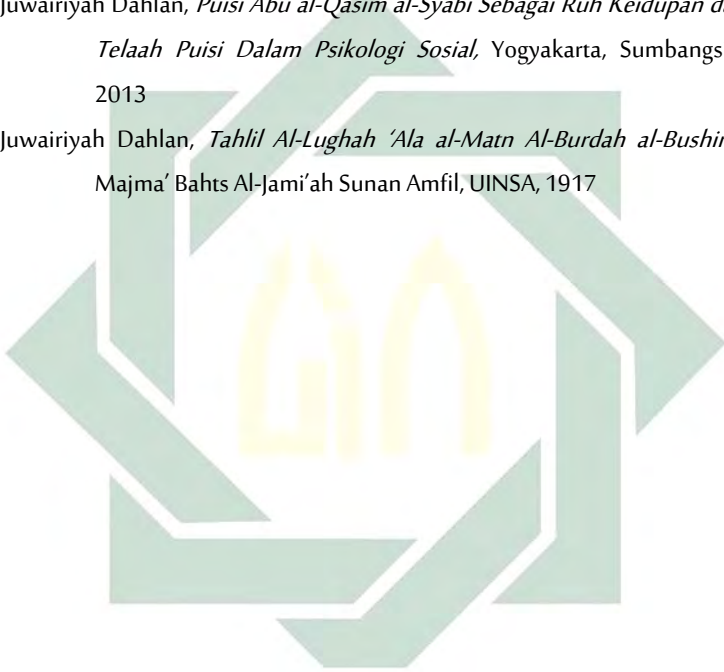 Juwairiyah Dahlan, Puisi Abu al-Qasim al-Syabi Sebagai Ruh Keidupan
Telaah Puisi Dalam Psikologi Sosial, Yogyakarta, Sumbangs
2013
Juwairiyah Dahlan, Tahlil Al-Lughah ‘Ala al-Matn Al-Burdah al-Bushir
Majma’ Bahts Al-Jami’ah Sunan Amfil, UINSA, 1917